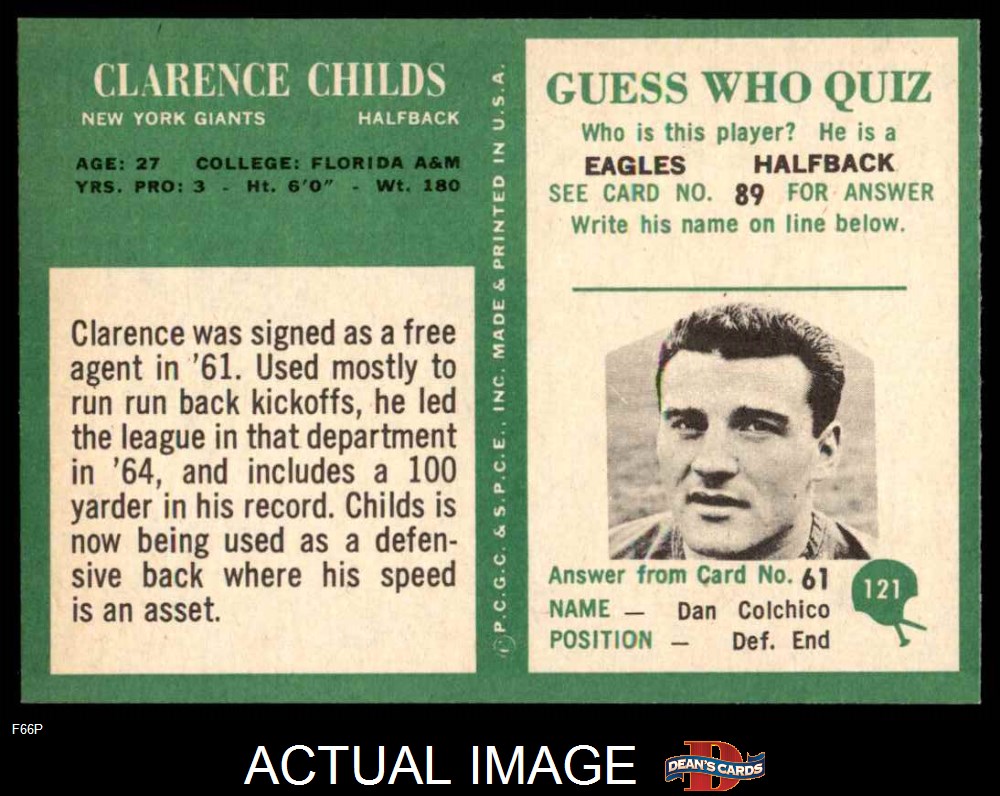 CLARENCE CHILDS
NEW YORK GIANTS HALFBACK
AGE: 27 COLLEGE: FLORIDA A&M
YRS. PRO: 3 - Ht. 6'0" - Wt. 180
Clarence was signed as a free
agent in '61. Used mostly to
run run back kickoffs, he led
the league in that department
in '64, and includes a 100
yarder in his record. Childs is
now being used as a defen-
sive back where his speed
is an asset.
©P.C.G.C. & S.P.C.E., INC. MADE & PRINTED IN U.S.A.
GUESS WHO QUIZ
Who is this player? He is a
EAGLES HALFBACK
SEE CARD NO. 89 FOR ANSWER
Write his name on line below.
Answer from Card No. 61
NAME — Dan Colchico
POSITION — Def. End
121
F66P
ACTUAL IMAGE
DEAN'S CARDS